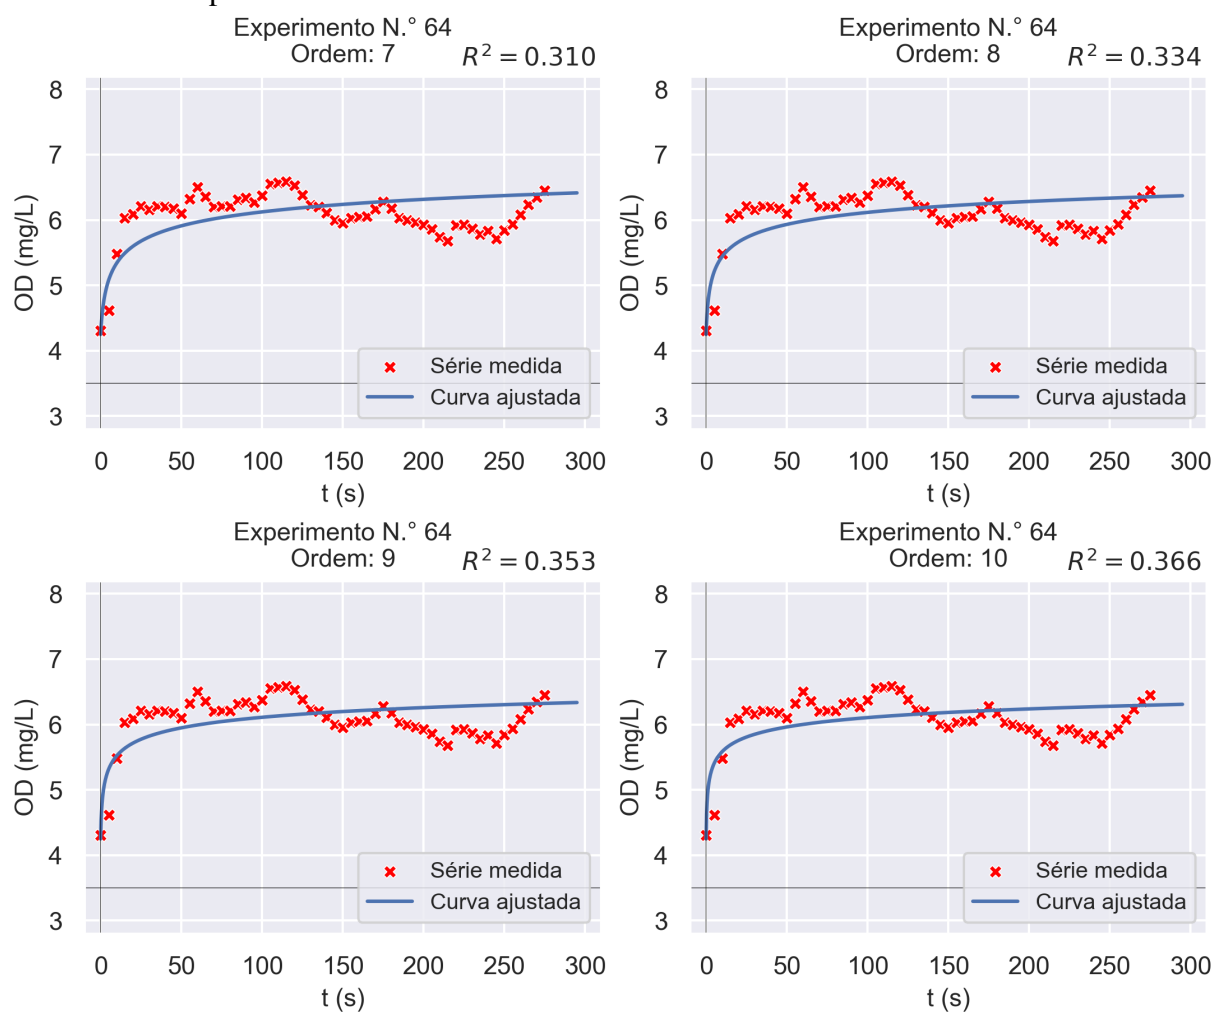 Experimento N.° 64
Ordem: 7 R² = 0.310
8
7
6
5
4
3
OD (mg/L)
Série medida
Curva ajustada
0 50 100 150 200 250 300
t (s)
Experimento N.° 64
Ordem: 8 R² = 0.334
8
7
6
5
4
3
OD (mg/L)
Série medida
Curva ajustada
0 50 100 150 200 250 300
t (s)
Experimento N.° 64
Ordem: 9 R² = 0.353
8
7
6
5
4
3
OD (mg/L)
Série medida
Curva ajustada
0 50 100 150 200 250 300
t (s)
Experimento N.° 64
Ordem: 10 R² = 0.366
8
7
6
5
4
3
OD (mg/L)
Série medida
Curva ajustada
0 50 100 150 200 250 300
t (s)